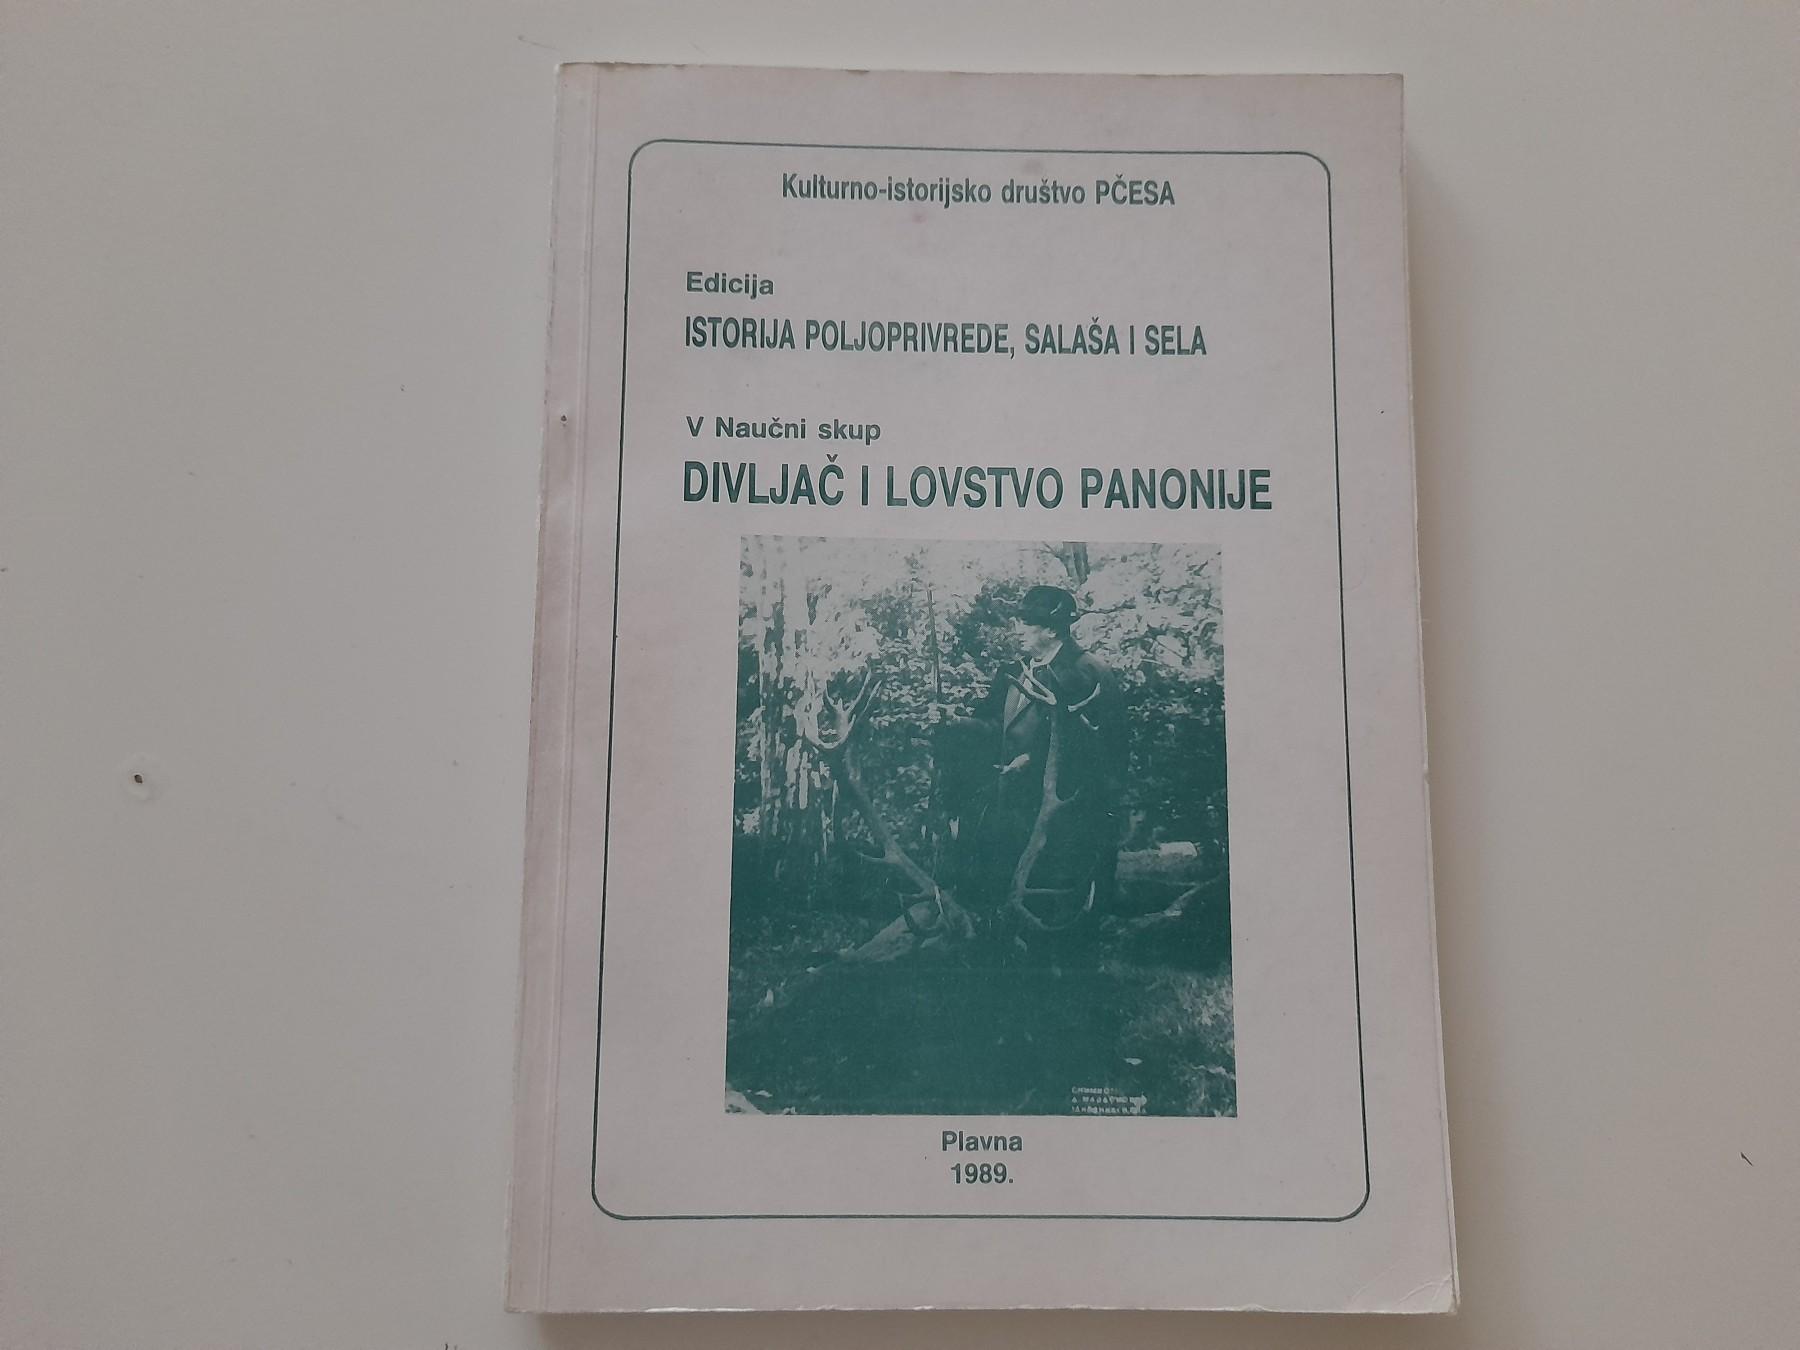 Kulturno-istorijsko društvo PČESA
Edicija
ISTORIJA POLJOPRIVREDE, SALAŠA I SELA
V Naučni skup
DIVLJAČ I LOVSTVO PANONIJE
Plavna
1989.